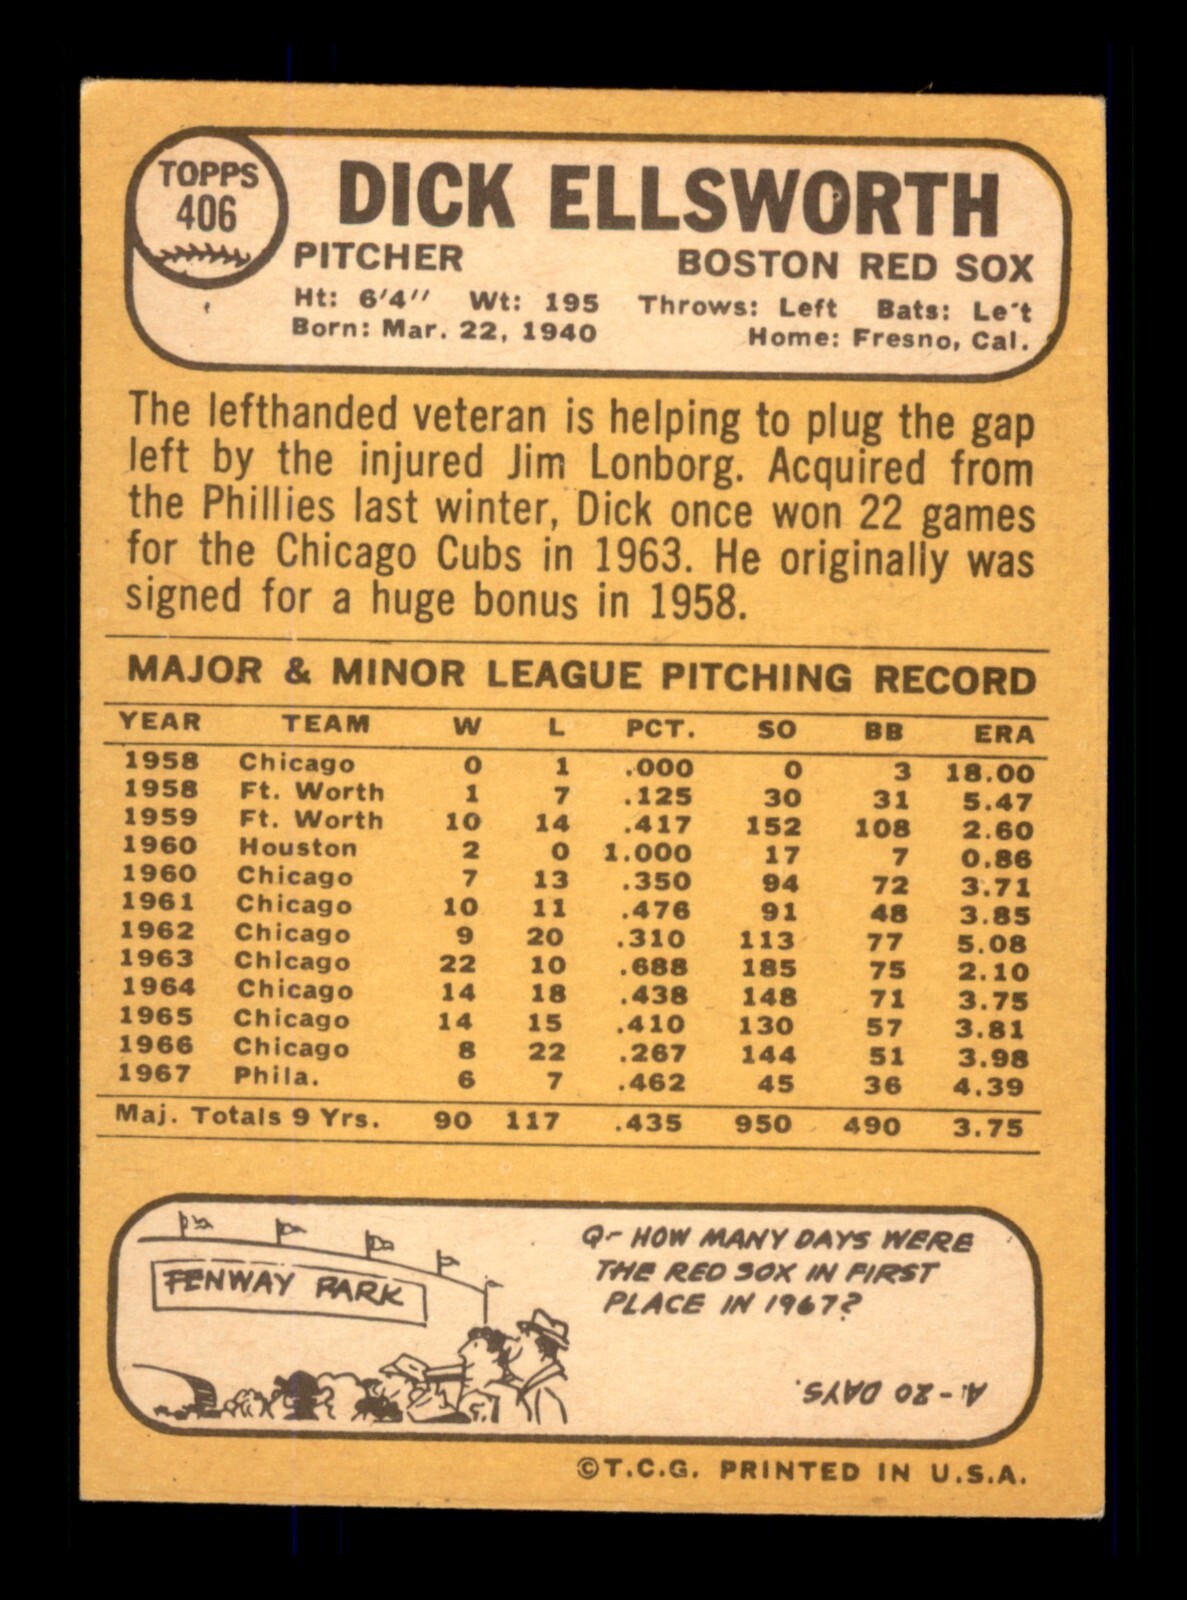 TOPPS
406
DICK ELLSWORTH
PITCHER BOSTON RED SOX
Ht: 6'4" Wt: 195 Throws: Left Bats: Le't
Born: Mar. 22, 1940 Home: Fresno, Cal.
The lefthanded veteran is helping to plug the gap
left by the injured Jim Lonborg. Acquired from
the Phillies last winter, Dick once won 22 games
for the Chicago Cubs in 1963. He originally was
signed for a huge bonus in 1958.
MAJOR & MINOR LEAGUE PITCHING RECORD
YEAR TEAM W L PCT. SO BB ERA
1958 Chicago 0 1 .000 0 3 18.00
1958 Ft. Worth 1 7 .125 30 31 5.47
1959 Ft. Worth 10 14 .417 152 108 2.60
1960 Houston 2 0 1.000 17 7 0.86
1960 Chicago 7 13 .350 94 72 3.71
1961 Chicago 10 11 .476 91 48 3.85
1962 Chicago 9 20 .310 113 77 5.08
1963 Chicago 22 10 .688 185 75 2.10
1964 Chicago 14 18 .438 148 71 3.75
1965 Chicago 14 15 .410 130 57 3.81
1966 Chicago 8 22 .267 144 51 3.98
1967 Phila. 6 7 .462 45 36 4.39
Maj. Totals 9 Yrs. 90 117 .435 950 490 3.75
FENWAY PARK
Q- HOW MANY DAYS WERE
THE RED SOX IN FIRST
PLACE IN 1967?
A-20 DAYS.
©T.C.G. PRINTED IN U.S.A.